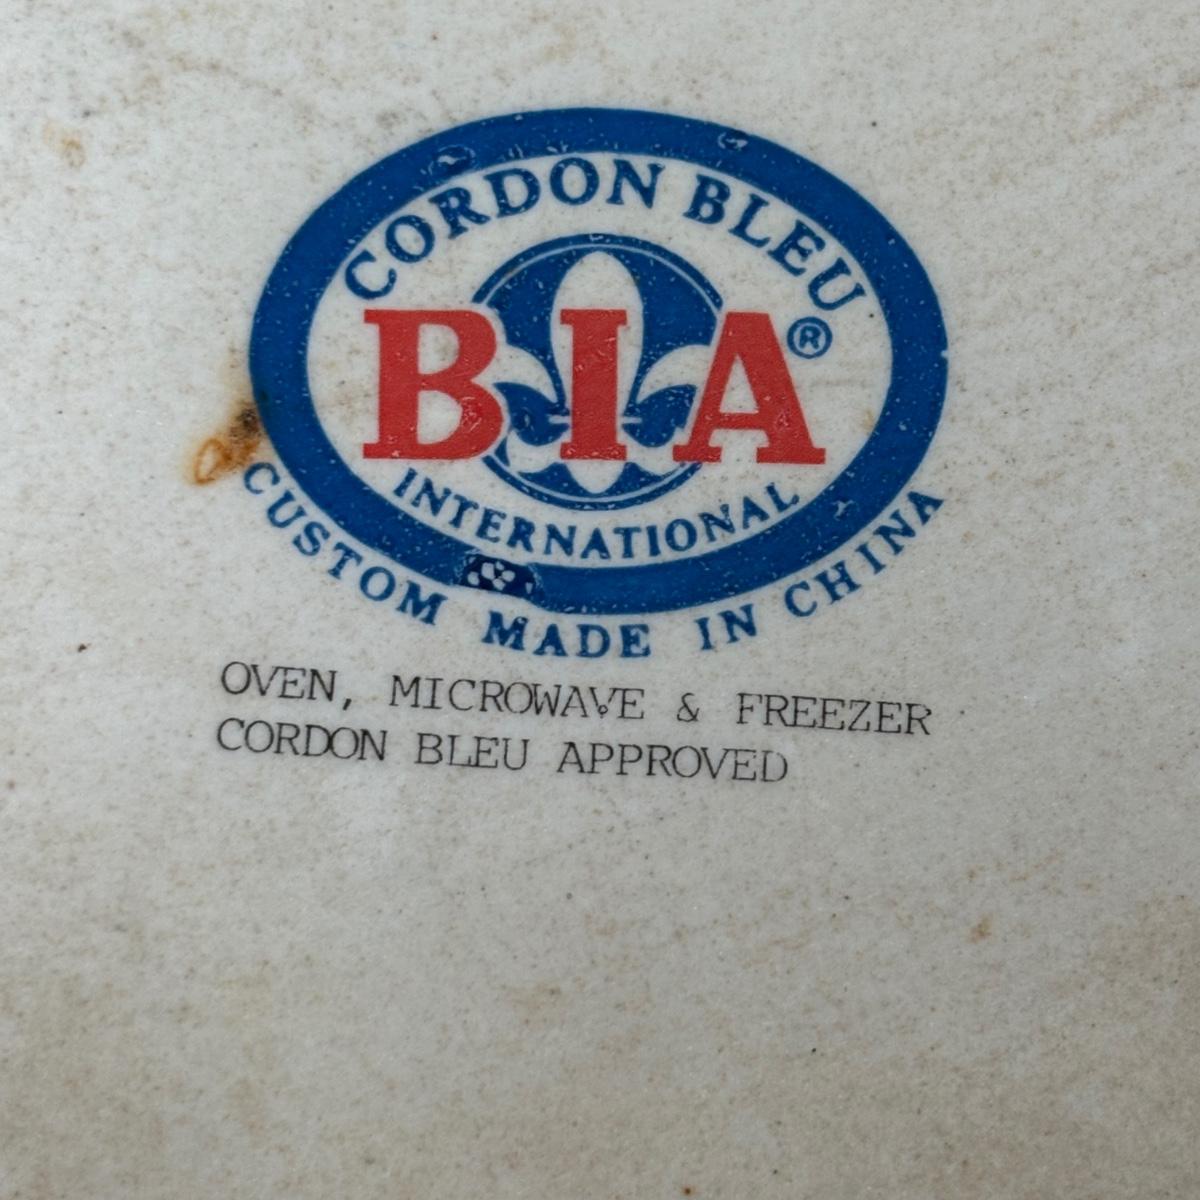 CORDON BLEU
BIA®
INTERNATIONAL
CUSTOM MADE IN CHINA
OVEN, MICROWAVE & FREEZER
CORDON BLEU APPROVED